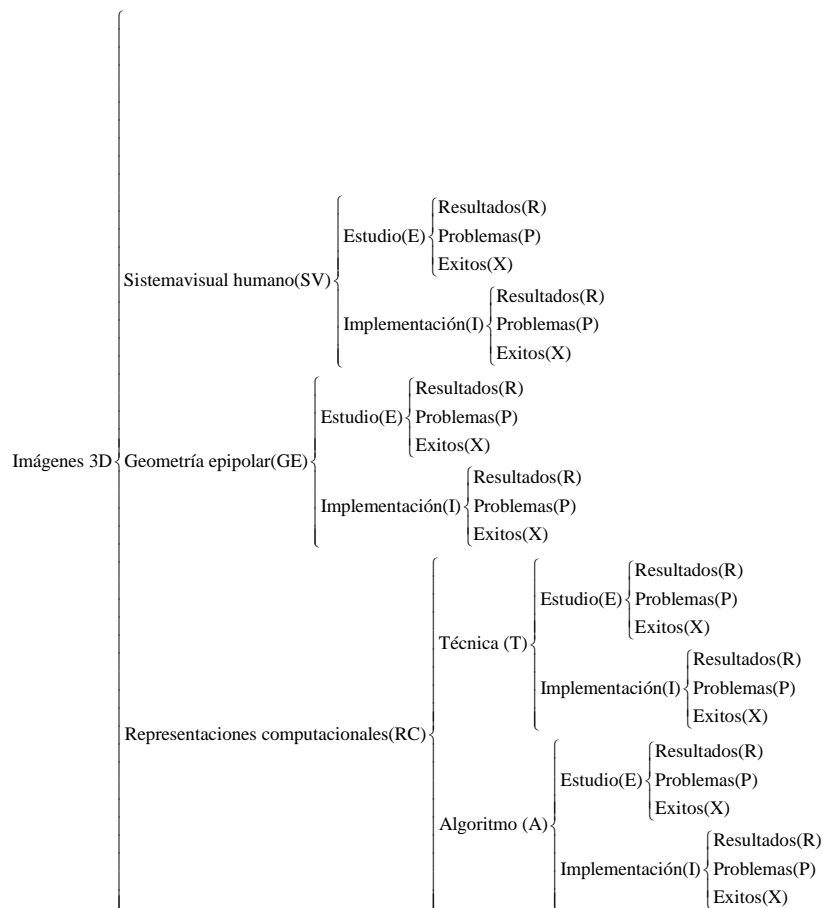 Resultados(R)
Estudio(E) Problemas(P)
Exitos(X)
Sistemavisual humano(SV)
Resultados(R)
Implementación(I) Problemas(P)
Exitos(X)
Resultados(R)
Estudio(E) Problemas(P)
Exitos(X)
Imágenes 3D Geometría epipolar(GE)
Resultados(R)
Implementación(I) Problemas(P)
Exitos(X)
Resultados(R)
Estudio(E) Problemas(P)
Exitos(X)
Técnica (T)
Resultados(R)
Implementación(I) Problemas(P)
Exitos(X)
Representaciones computacionales(RC)
Resultados(R)
Estudio(E) Problemas(P)
Exitos(X)
Algoritmo (A)
Resultados(R)
Implementación(I) Problemas(P)
Exitos(X)